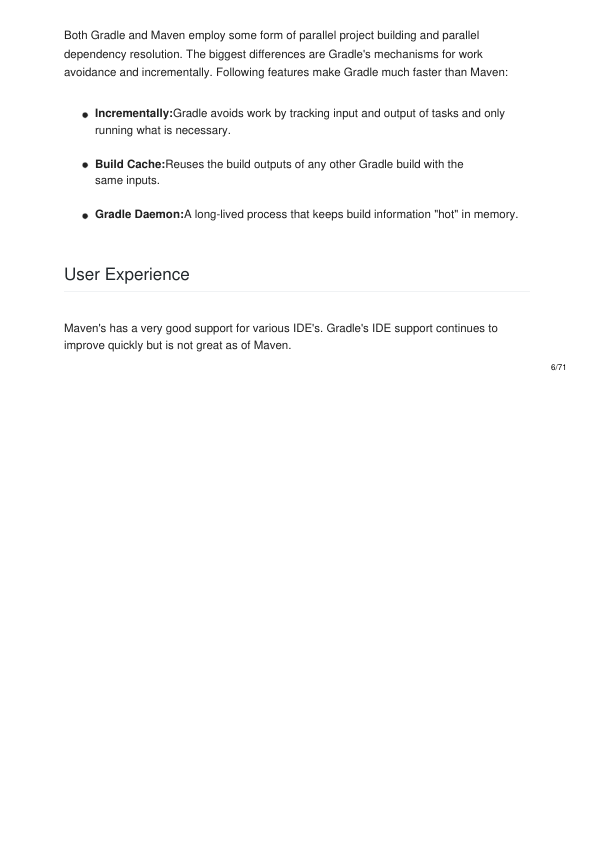 Both Gradle and Maven employ some form of parallel project building and parallel
dependency resolution. The biggest differences are Gradle's mechanisms for work
avoidance and incrementally. Following features make Gradle much faster than Maven:
● Incrementally:Gradle avoids work by tracking input and output of tasks and only
running what is necessary.
● Build Cache:Reuses the build outputs of any other Gradle build with the
same inputs.
● Gradle Daemon:A long-lived process that keeps build information "hot" in memory.
User Experience
Maven's has a very good support for various IDE's. Gradle's IDE support continues to
improve quickly but is not great as of Maven.
6/71